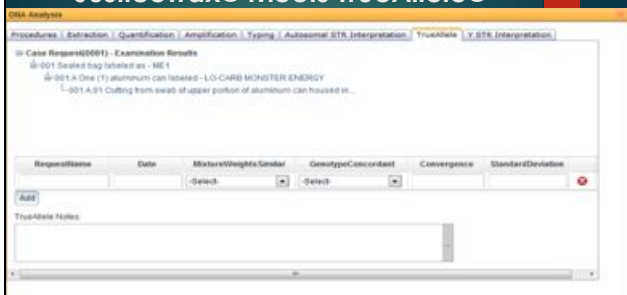 DNA Analysis
Procedures Extraction Quantification Amplification Typing Autosomal STR Interpretation TrueAllele Y STR Interpretation
Case Request(0001) - Examination Results
001 Sealed bag labeled as - ME1
001.A One (1) aluminum can labeled - LO-CARB MONSTER ENERGY
001.A.01 Cutting from swab of upper portion of aluminum can housed in...
RequestName Date MixtureWeightsSimilar GenotypeConcordant Convergence StandardDeviation
-Select- -Select-
Add
TrueAllele Notes:
...